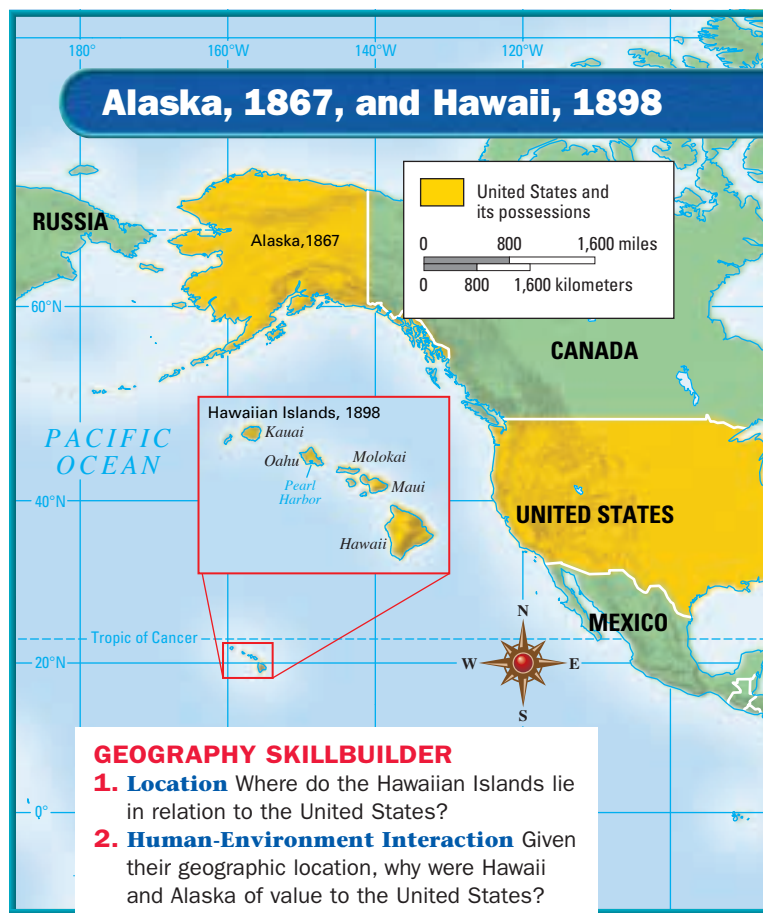 180°
160°W
140°W
120°W
Alaska, 1867, and Hawaii, 1898
United States and
its possessions
0 800 1,600 miles
0 800 1,600 kilometers
RUSSIA
Alaska,1867
60°N
CANADA
Hawaiian Islands, 1898
Kauai
Oahu
Molokai
Pearl
Harbor
Maui
Hawaii
PACIFIC
OCEAN
40°N
UNITED STATES
MEXICO
Tropic of Cancer
20°N
N
W
E
S
0°
GEOGRAPHY SKILLBUILDER
1. Location Where do the Hawaiian Islands lie
in relation to the United States?
2. Human-Environment Interaction Given
their geographic location, why were Hawaii
and Alaska of value to the United States?